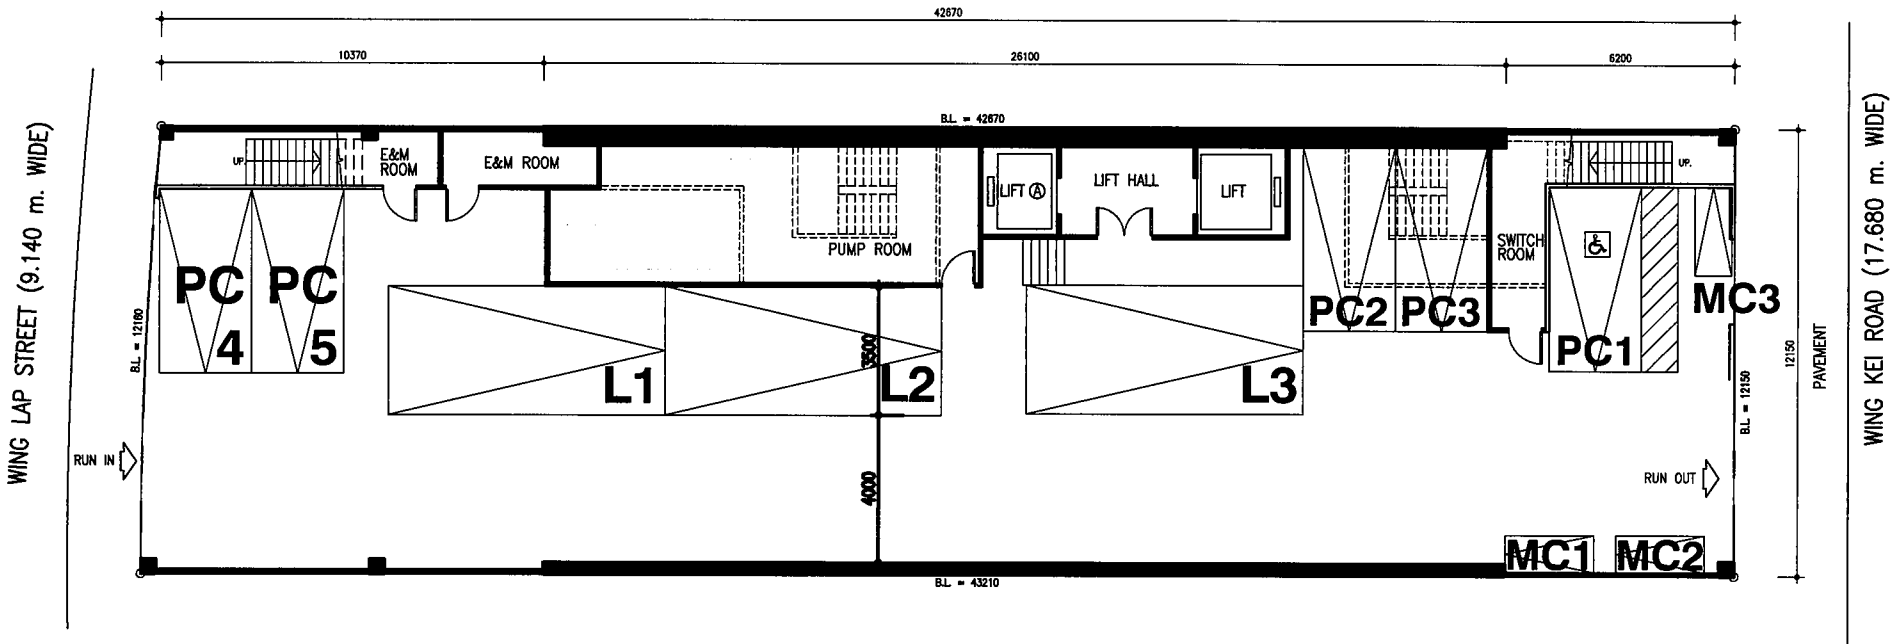 42670
10370
26100
6200
B.L. = 42670
WING LAP STREET (9.140 m. WIDE)
WING KEI ROAD (17.680 m. WIDE)
UP
E&M
ROOM
E&M ROOM
LIFT A
LIFT HALL
LIFT
UP.
PUMP ROOM
SWITCH
ROOM
PC
4
PC
5
PC2
PC3
PC1
MC3
B.L. = 12160
3500
L1
L2
L3
12150
PAVEMENT
B.L. = 12150
RUN IN
4000
RUN OUT
MC1
MC2
B.L. = 43210